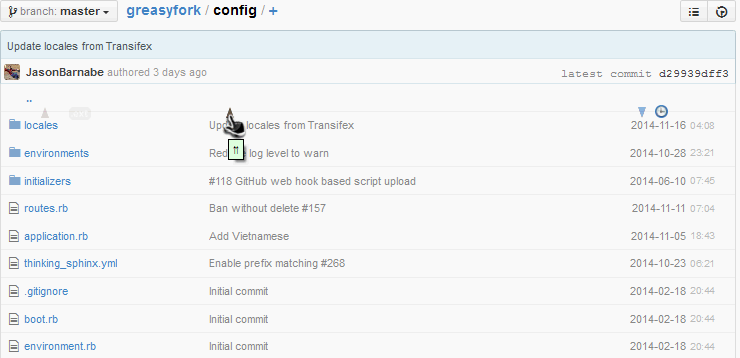 branch: master
greasyfork / config / +
Update locales from Transifex
JasonBarnabe authored 3 days ago
latest commit d29939dff3
..
locales Update locales from Transifex 2014-11-16 04:08
environments log level to warn 2014-10-28 23:21
initializers #118 GitHub web hook based script upload 2014-06-10 07:45
routes.rb Ban without delete #157 2014-11-11 07:04
application.rb Add Vietnamese 2014-11-05 18:43
thinking_sphinx.yml Enable prefix matching #268 2014-10-23 06:21
.gitignore Initial commit 2014-02-18 20:44
boot.rb Initial commit 2014-02-18 20:44
environment.rb Initial commit 2014-02-18 20:44